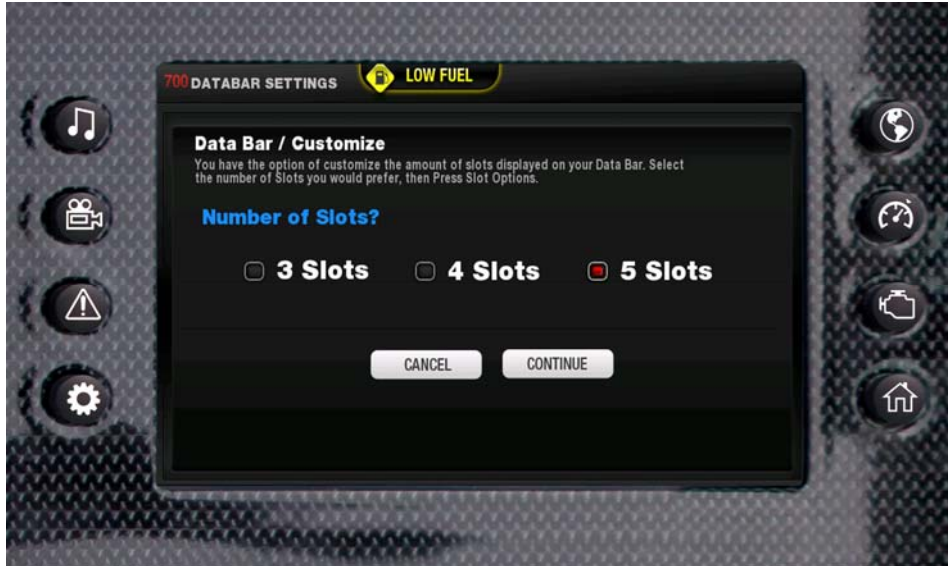 700 DATABAR SETTINGS
LOW FUEL
Data Bar / Customize
You have the option of customize the amount of slots displayed on your Data Bar. Select
the number of Slots you would prefer, then Press Slot Options.
Number of Slots?
3 Slots
4 Slots
5 Slots
CANCEL
CONTINUE